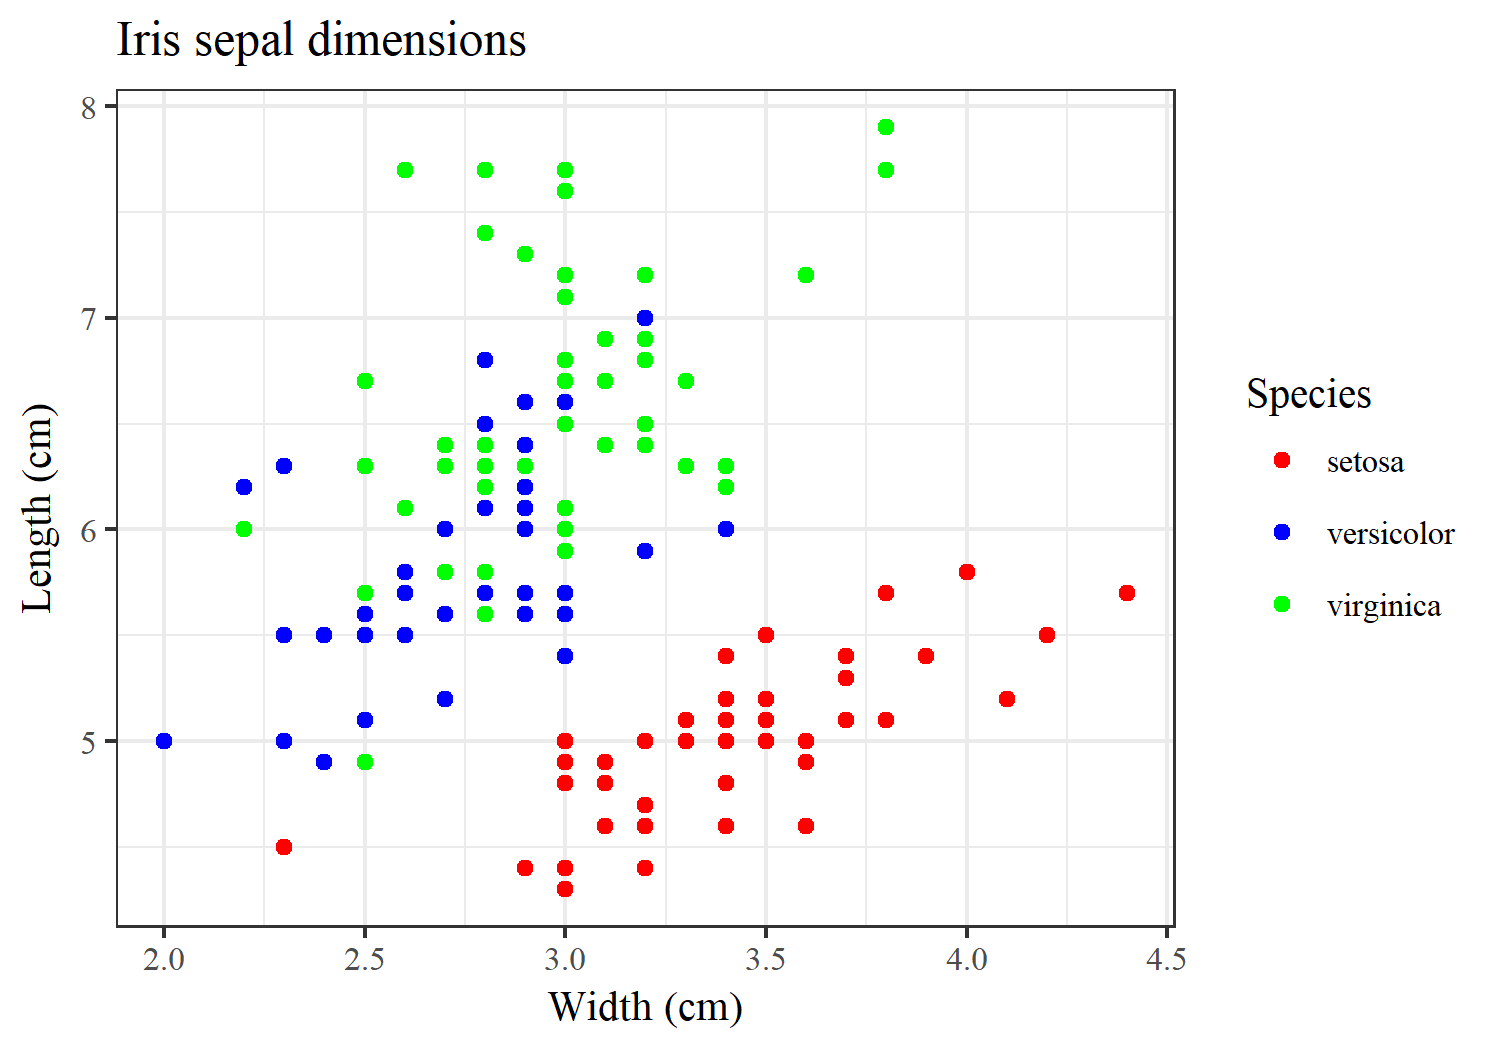 Iris sepal dimensions
8
7
6
5
Length (cm)
2.0 2.5 3.0 3.5 4.0 4.5
Width (cm)
Species
setosa
versicolor
virginica